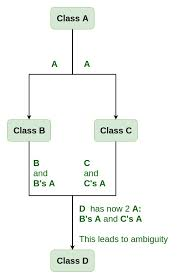 Class A
A A
Class B Class C
B
and
B's A
C
and
C's A
D has now 2 A:
B's A and C's A
This leads to ambiguity
Class D